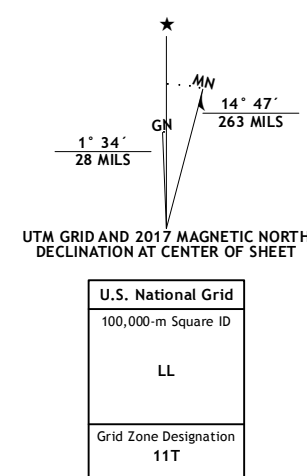 ★
MN
GN
14° 47´
263 MILS
1° 34´
28 MILS
UTM GRID AND 2017 MAGNETIC NORTH
DECLINATION AT CENTER OF SHEET
U.S. National Grid
100,000-m Square ID
LL
Grid Zone Designation
11T